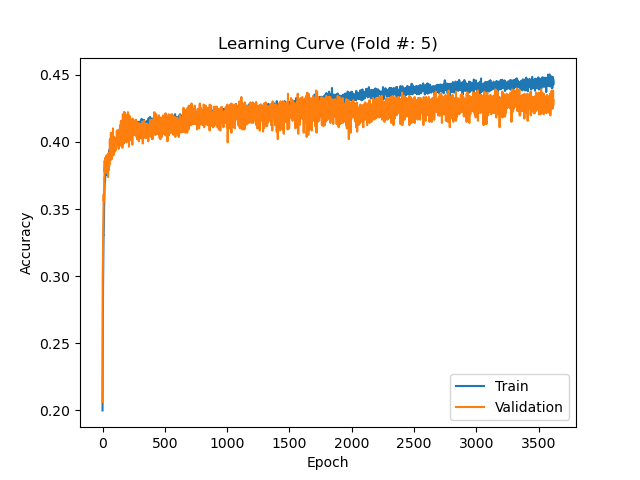 Learning Curve (Fold #: 5)
0.45
0.40
0.35
0.30
0.25
0.20
Accuracy
0 500 1000 1500 2000 2500 3000 3500
Epoch
Train
Validation